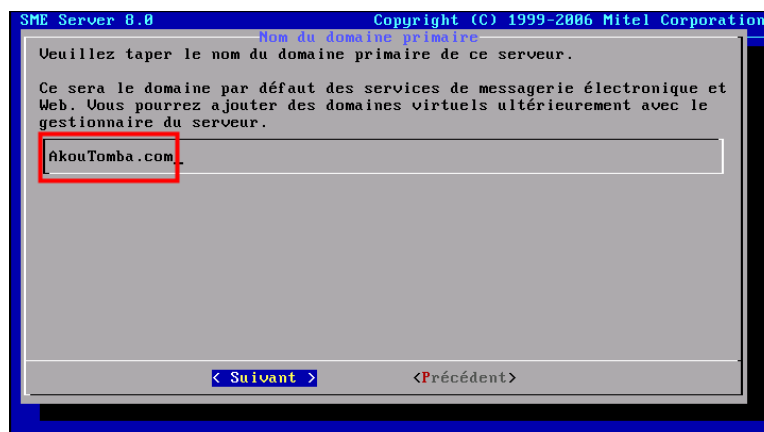 SME Server 8.0 Copyright (C) 1999-2006 Mitel Corporation
Nom du domaine primaire
Veuillez taper le nom du domaine primaire de ce serveur.
Ce sera le domaine par défaut des services de messagerie électronique et
Web. Vous pourrez ajouter des domaines virtuels ultérieurement avec le
gestionnaire du serveur.
AkouTomba.com_
< Suivant > <Précédent>